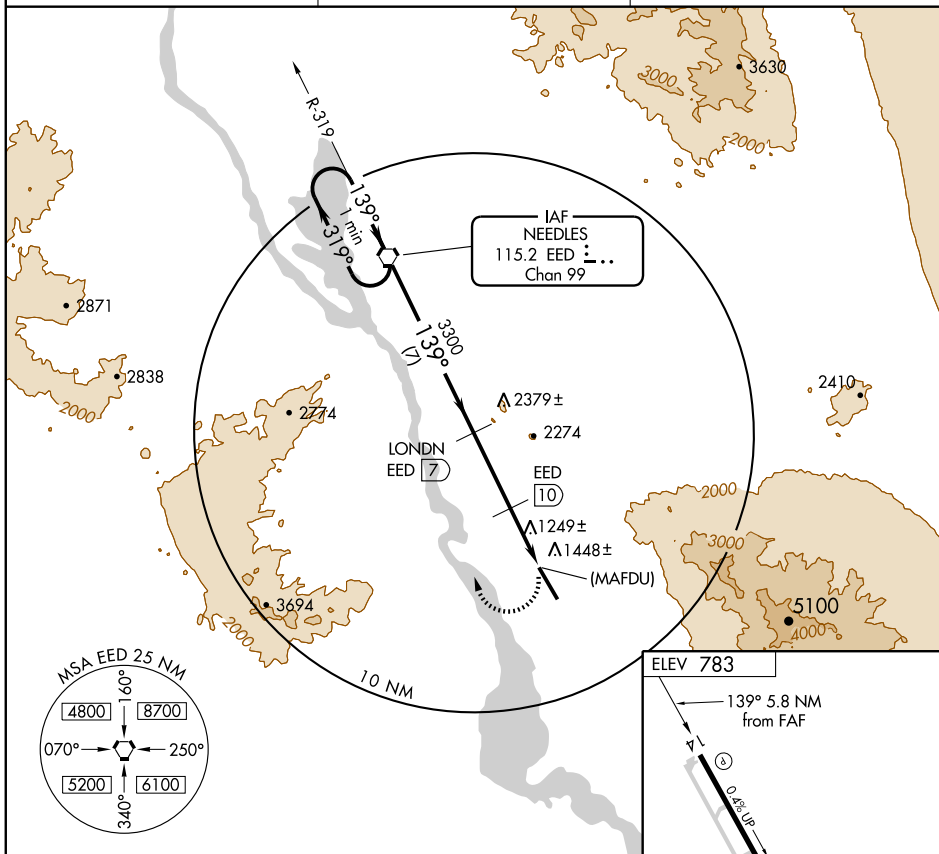 3630
3000
2000
R-319
139°
1 min
319°
IAF
NEEDLES
115.2 EED
Chan 99
2871
2838
2000
3300
139°
(7)
2774
2379±
2410
2274
LONDN
EED 7
EED
10
2000
1249±
1448±
3000
(MAFDU)
3694
2000
5100
4000
10 NM
MSA EED 25 NM
160°
4800
8700
070°
250°
5200
6100
340°
ELEV 783
139° 5.8 NM
from FAF
14
P
0.4% UP